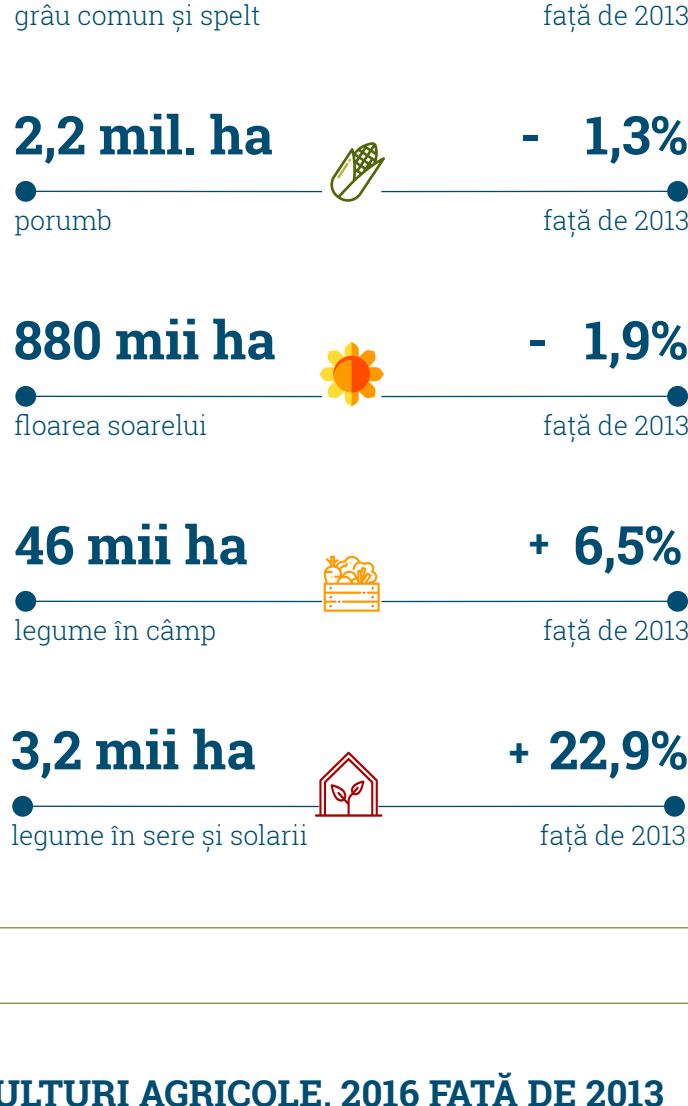 grâu comun și spelt față de 2013
2,2 mil. ha - 1,3%
porumb față de 2013
880 mii ha - 1,9%
floarea soarelui față de 2013
46 mii ha + 6,5%
legume în câmp față de 2013
3,2 mii ha + 22,9%
legume în sere și solarii față de 2013
ULTURI AGRICOLE, 2016 FAȚĂ DE 2013